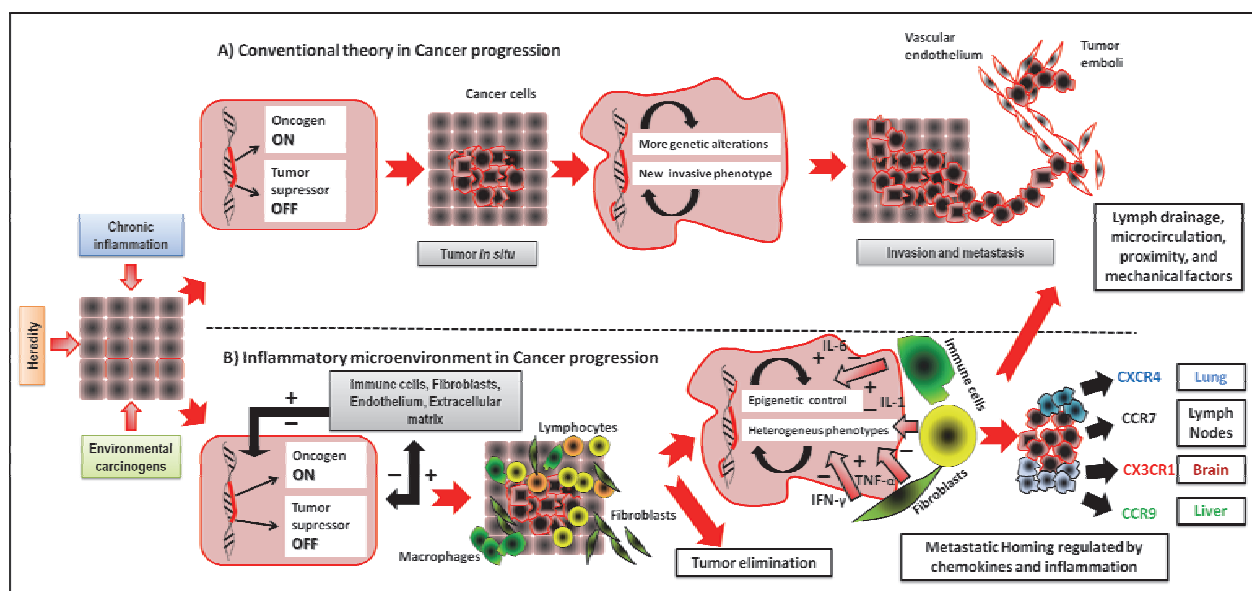 A) Conventional theory in Cancer progression
Vascular
endothelium
Tumor
emboli
Cancer cells
Oncogen
ON
Tumor
supressor
OFF
More genetic alterations
New invasive phenotype
Tumor in situ
Invasion and metastasis
Lymph drainage,
microcirculation,
proximity, and
mechanical factors
Chronic
inflammation
Heredity
Environmental
carcinogens
B) Inflammatory microenvironment in Cancer progression
Immune cells, Fibroblasts,
Endothelium, Extracellular
matrix
+
−
Oncogen
ON
Tumor
supressor
OFF
− +
Lymphocytes
Fibroblasts
Macrophages
Tumor elimination
IL-6
+ −
Epigenetic control
Heterogeneus phenotypes
+
− IL-1
− + −
TNF-α
IFN-γ
Immune cells
Fibroblasts
CXCR4 Lung
CCR7 Lymph
Nodes
CX3CR1 Brain
CCR9 Liver
Metastatic Homing regulated by
chemokines and inflammation